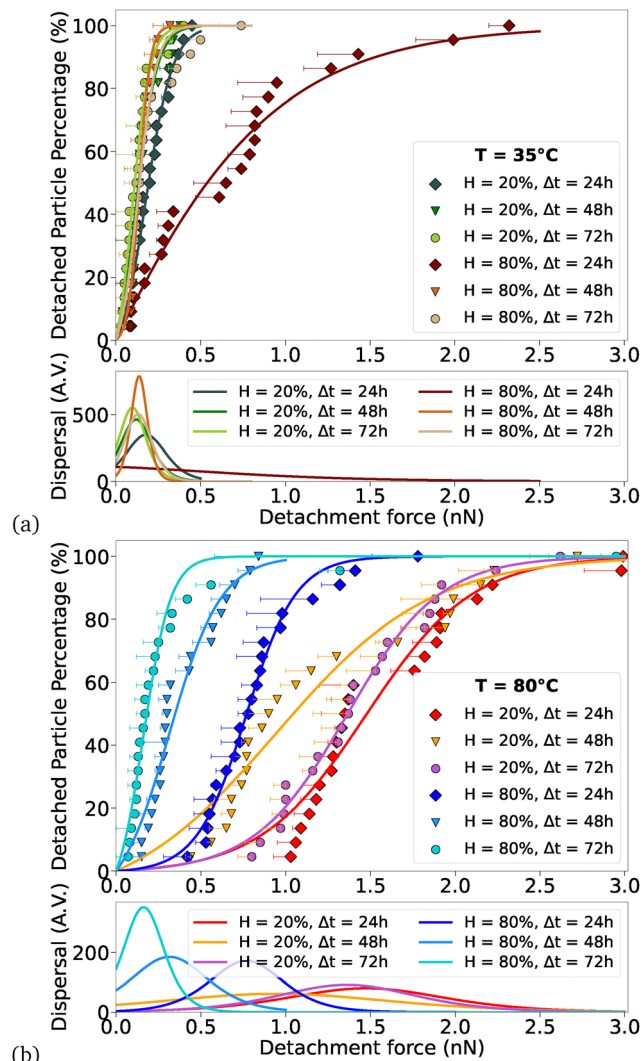 Detached Particle Percentage (%)
100
80
60
40
20
0
T = 35°C
H = 20%, Δt = 24h
H = 20%, Δt = 48h
H = 20%, Δt = 72h
H = 80%, Δt = 24h
H = 80%, Δt = 48h
H = 80%, Δt = 72h
0.0 0.5 1.0 1.5 2.0 2.5 3.0
Dispersal (A.V.)
500
H = 20%, Δt = 24h H = 80%, Δt = 24h
H = 20%, Δt = 48h H = 80%, Δt = 48h
H = 20%, Δt = 72h H = 80%, Δt = 72h
0.0 0.5 1.0 1.5 2.0 2.5 3.0
Detachment force (nN)
(a)
Detached Particle Percentage (%)
100
80
60
40
20
0
T = 80°C
H = 20%, Δt = 24h
H = 20%, Δt = 48h
H = 20%, Δt = 72h
H = 80%, Δt = 24h
H = 80%, Δt = 48h
H = 80%, Δt = 72h
0.0 0.5 1.0 1.5 2.0 2.5 3.0
Dispersal (A.V.)
200
H = 20%, Δt = 24h H = 80%, Δt = 24h
H = 20%, Δt = 48h H = 80%, Δt = 48h
H = 20%, Δt = 72h H = 80%, Δt = 72h
0.0 0.5 1.0 1.5 2.0 2.5 3.0
Detachment force (nN)
(b)